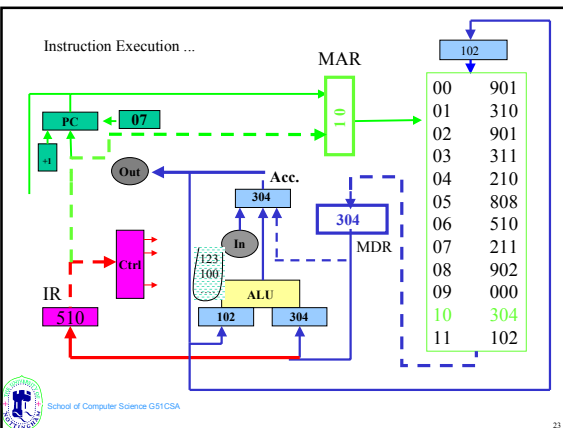 Instruction Execution ...
MAR
102
10
PC
07
+1
Out
Acc.
304
304
MDR
In
Ctrl
123
100
IR
510
ALU
102
304
00 901
01 310
02 901
03 311
04 210
05 808
06 510
07 211
08 902
09 000
10 304
11 102
School of Computer Science G51CSA
23